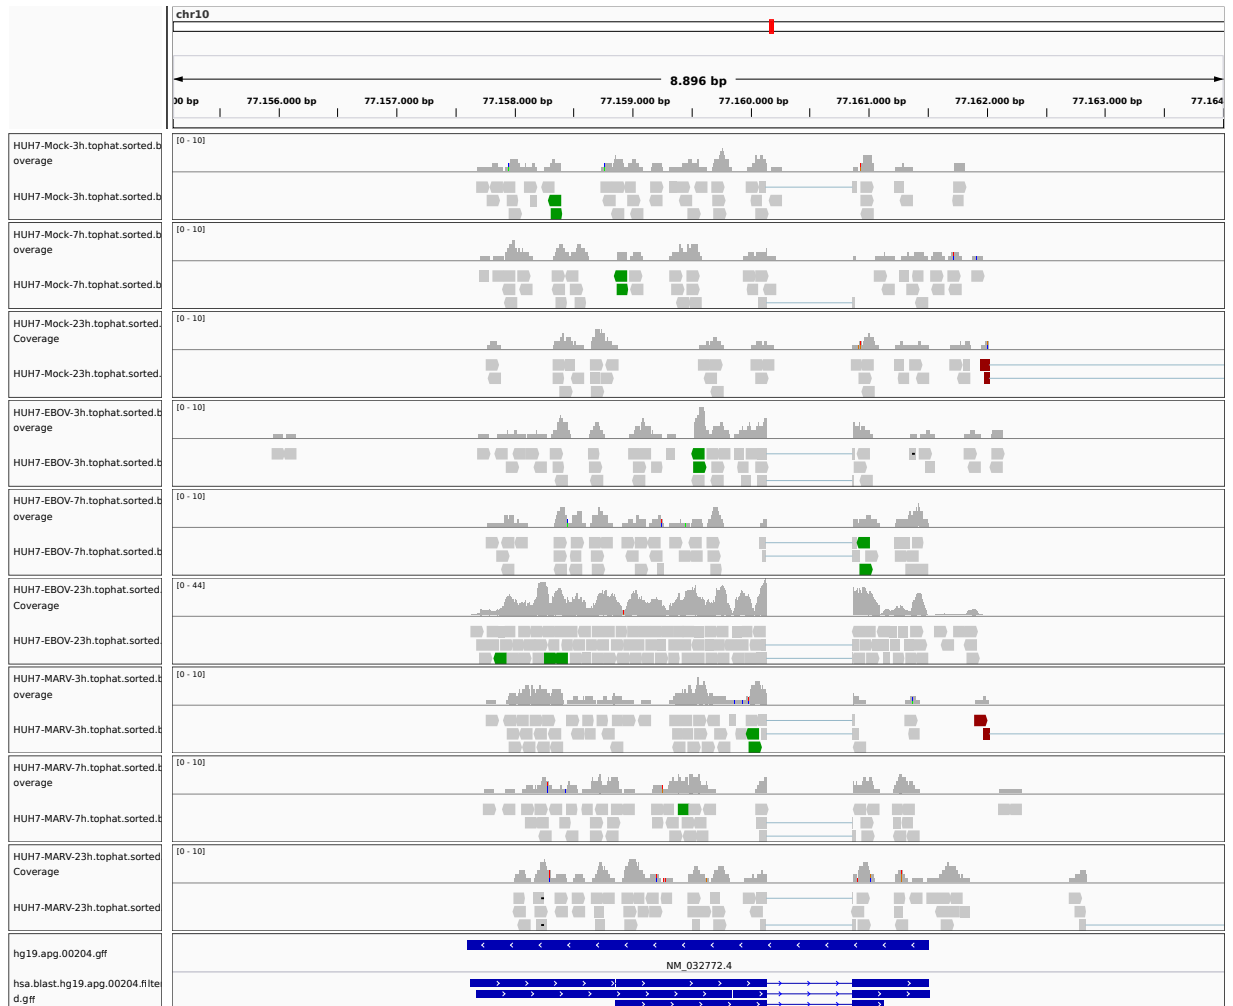 chr10
8.896 bp
00 bp 77.156.000 bp 77.157.000 bp 77.158.000 bp 77.159.000 bp 77.160.000 bp 77.161.000 bp 77.162.000 bp 77.163.000 bp 77.164
HUH7-Mock-3h.tophat.sorted.b
overage
[0 - 10]
HUH7-Mock-3h.tophat.sorted.b
HUH7-Mock-7h.tophat.sorted.b
overage
[0 - 10]
HUH7-Mock-7h.tophat.sorted.b
HUH7-Mock-23h.tophat.sorted.
Coverage
[0 - 10]
HUH7-Mock-23h.tophat.sorted.
HUH7-EBOV-3h.tophat.sorted.b
overage
[0 - 10]
HUH7-EBOV-3h.tophat.sorted.b
HUH7-EBOV-7h.tophat.sorted.b
overage
[0 - 10]
HUH7-EBOV-7h.tophat.sorted.b
HUH7-EBOV-23h.tophat.sorted.
Coverage
[0 - 44]
HUH7-EBOV-23h.tophat.sorted.
HUH7-MARV-3h.tophat.sorted.b
overage
[0 - 10]
HUH7-MARV-3h.tophat.sorted.b
HUH7-MARV-7h.tophat.sorted.b
overage
[0 - 10]
HUH7-MARV-7h.tophat.sorted.b
HUH7-MARV-23h.tophat.sorted
Coverage
[0 - 10]
HUH7-MARV-23h.tophat.sorted
hg19.apg.00204.gff
NM_032772.4
hsa.blast.hg19.apg.00204.filte
d.gff